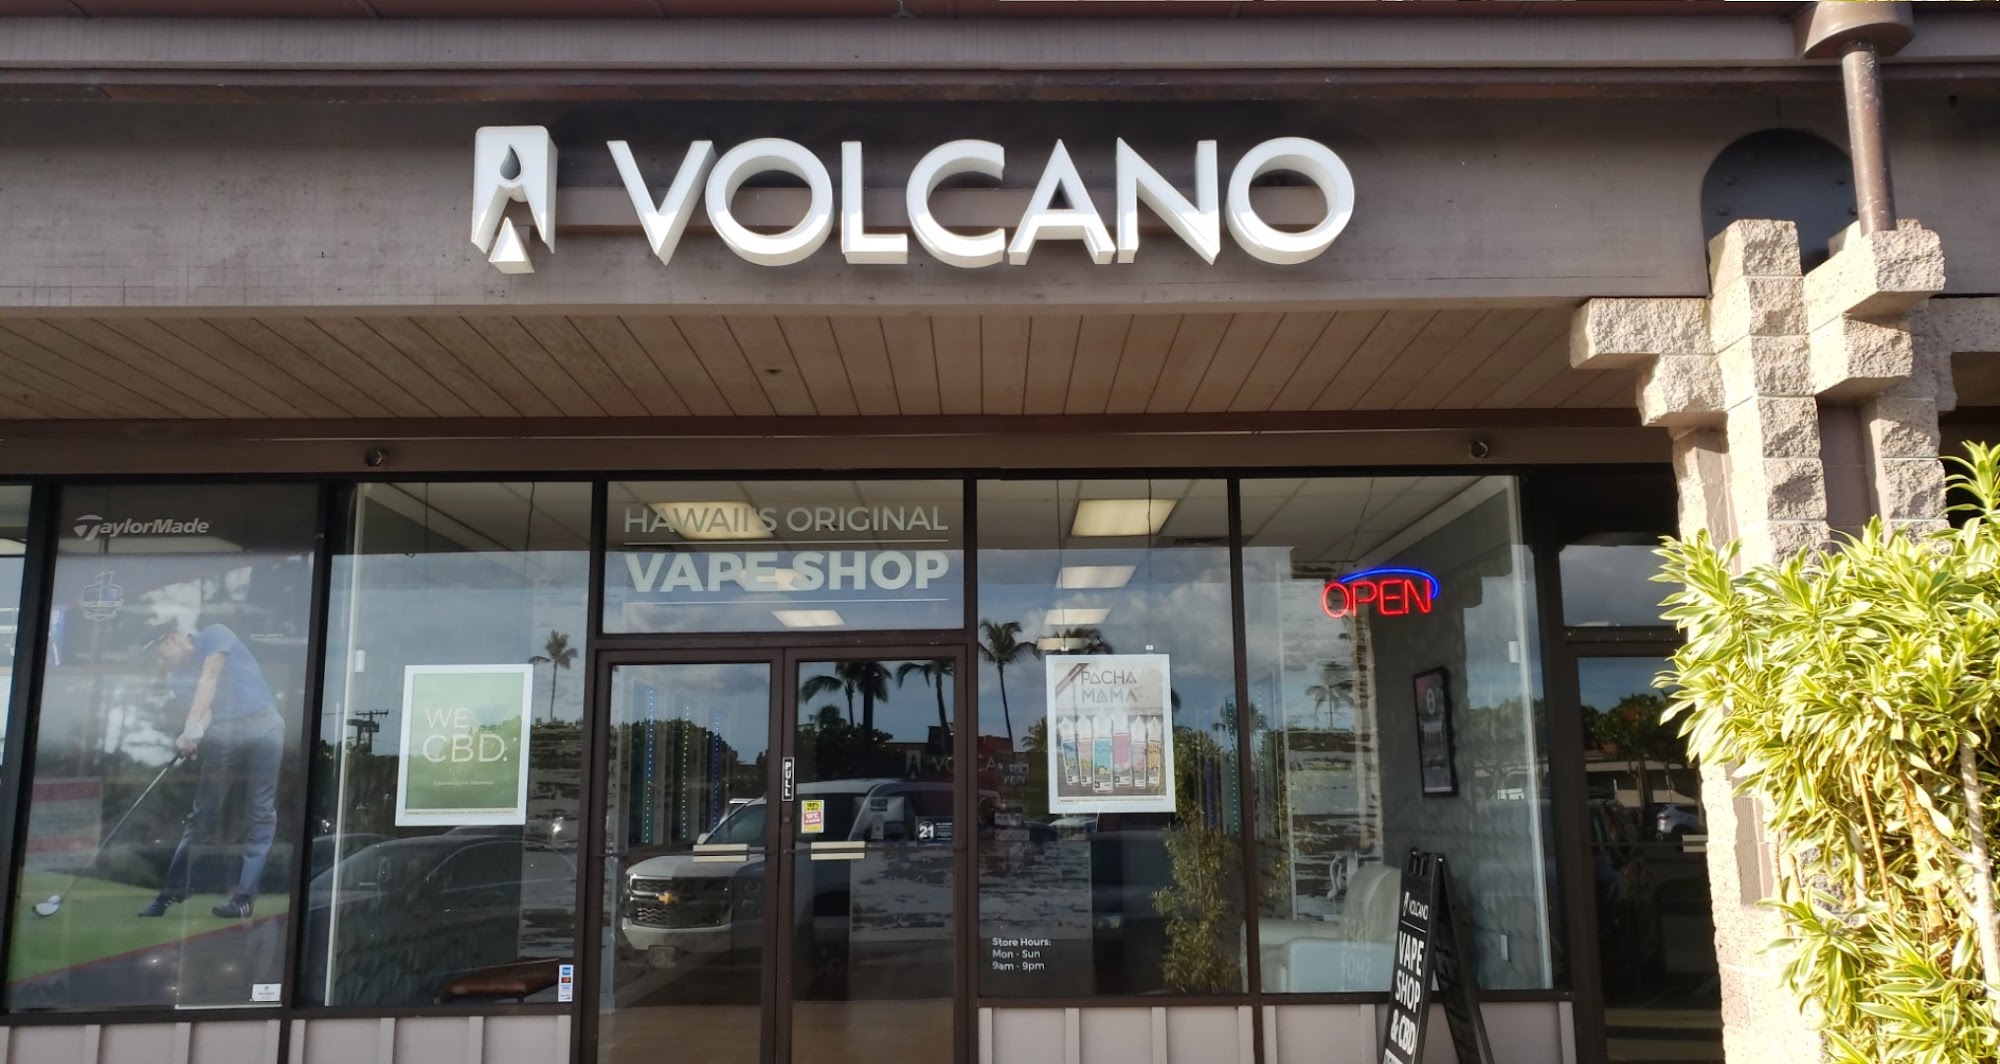 VOLCANO
TaylorMade
HAWAII'S ORIGINAL
VAPE SHOP
OPEN
WE
CBD.
PACHA
MAMA
PULL
21
Store Hours:
Mon - Sun
9am - 9pm
VOLCANO
VAPE
SHOP
& CBD